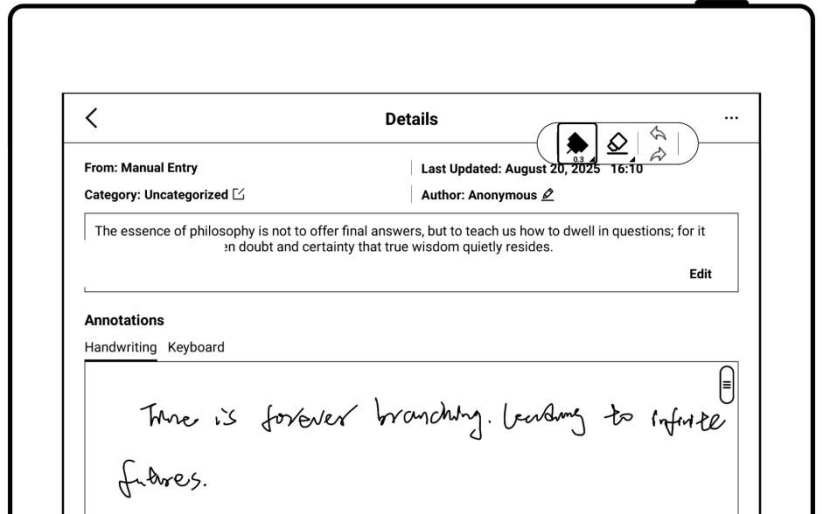 Details
...
0.3
From: Manual Entry
Last Updated: August 20, 2025 16:10
Category: Uncategorized
Author: Anonymous
The essence of philosophy is not to offer final answers, but to teach us how to dwell in questions; for it
doubt and certainty that true wisdom quietly resides.
Edit
Annotations
Handwriting Keyboard
Time is forever branching. Leading to infinite
futures.